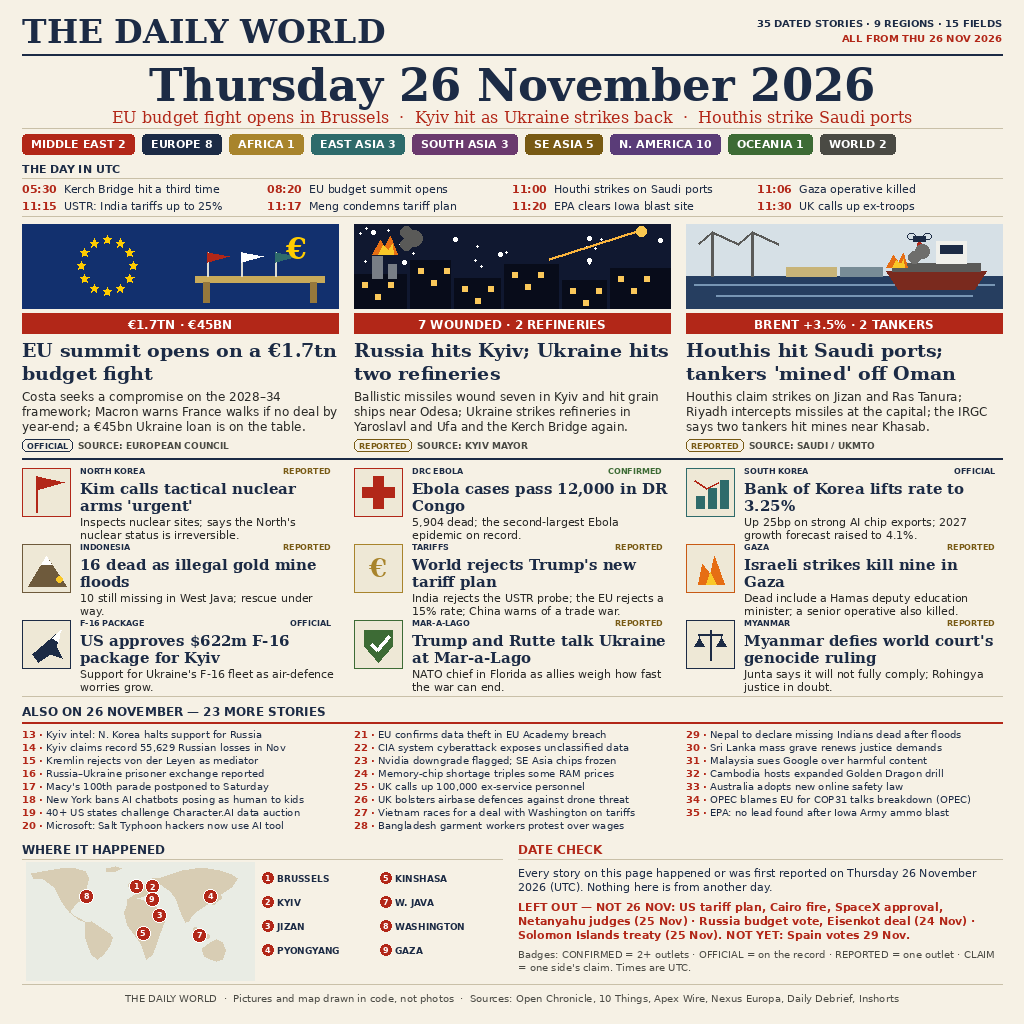 THE DAILY WORLD
35 DATED STORIES · 9 REGIONS · 15 FIELDS
ALL FROM THU 26 NOV 2026
Thursday 26 November 2026
EU budget fight opens in Brussels · Kyiv hit as Ukraine strikes back · Houthis strike Saudi ports
MIDDLE EAST 2
EUROPE 8
AFRICA 1
EAST ASIA 3
SOUTH ASIA 3
SE ASIA 5
N. AMERICA 10
OCEANIA 1
WORLD 2
THE DAY IN UTC
05:30 Kerch Bridge hit a third time
08:20 EU budget summit opens
11:00 Houthi strikes on Saudi ports
11:06 Gaza operative killed
11:15 USTR: India tariffs up to 25%
11:17 Meng condemns tariff plan
11:20 EPA clears Iowa blast site
11:30 UK calls up ex-troops
€
€1.7TN · €45BN
EU summit opens on a €1.7tn
budget fight
Costa seeks a compromise on the 2028–34
framework; Macron warns France walks if no deal by
year-end; a €45bn Ukraine loan is on the table.
OFFICIAL SOURCE: EUROPEAN COUNCIL
7 WOUNDED · 2 REFINERIES
Russia hits Kyiv; Ukraine hits
two refineries
Ballistic missiles wound seven in Kyiv and hit grain
ships near Odesa; Ukraine strikes refineries in
Yaroslavl and Ufa and the Kerch Bridge again.
REPORTED SOURCE: KYIV MAYOR
BRENT +3.5% · 2 TANKERS
Houthis hit Saudi ports;
tankers 'mined' off Oman
Houthis claim strikes on Jizan and Ras Tanura;
Riyadh intercepts missiles at the capital; the IRGC
says two tankers hit mines near Khasab.
REPORTED SOURCE: SAUDI / UKMTO
NORTH KOREA REPORTED
Kim calls tactical nuclear
arms 'urgent'
Inspects nuclear sites; says the North's
nuclear status is irreversible.
DRC EBOLA CONFIRMED
Ebola cases pass 12,000 in DR
Congo
5,904 dead; the second-largest Ebola
epidemic on record.
SOUTH KOREA OFFICIAL
Bank of Korea lifts rate to
3.25%
Up 25bp on strong AI chip exports; 2027
growth forecast raised to 4.1%.
INDONESIA REPORTED
16 dead as illegal gold mine
floods
10 still missing in West Java; rescue under
way.
€
TARIFFS REPORTED
World rejects Trump's new
tariff plan
India rejects the USTR probe; the EU rejects a
15% rate; China warns of a trade war.
GAZA REPORTED
Israeli strikes kill nine in
Gaza
Dead include a Hamas deputy education
minister; a senior operative also killed.
F-16 PACKAGE OFFICIAL
US approves $622m F-16
package for Kyiv
Support for Ukraine's F-16 fleet as air-defence
worries grow.
MAR-A-LAGO REPORTED
Trump and Rutte talk Ukraine
at Mar-a-Lago
NATO chief in Florida as allies weigh how fast
the war can end.
MYANMAR REPORTED
Myanmar defies world court's
genocide ruling
Junta says it will not fully comply; Rohingya
justice in doubt.
ALSO ON 26 NOVEMBER — 23 MORE STORIES
13 · Kyiv intel: N. Korea halts support for Russia
14 · Kyiv claims record 55,629 Russian losses in Nov
15 · Kremlin rejects von der Leyen as mediator
16 · Russia–Ukraine prisoner exchange reported
17 · Macy's 100th parade postponed to Saturday
18 · New York bans AI chatbots posing as human to kids
19 · 40+ US states challenge Character.AI data auction
20 · Microsoft: Salt Typhoon hackers now use AI tool
21 · EU confirms data theft in EU Academy breach
22 · CIA system cyberattack exposes unclassified data
23 · Nvidia downgrade flagged; SE Asia chips frozen
24 · Memory-chip shortage triples some RAM prices
25 · UK calls up 100,000 ex-service personnel
26 · UK bolsters airbase defences against drone threat
27 · Vietnam races for a deal with Washington on tariffs
28 · Bangladesh garment workers protest over wages
29 · Nepal to declare missing Indians dead after floods
30 · Sri Lanka mass grave renews justice demands
31 · Malaysia sues Google over harmful content
32 · Cambodia hosts expanded Golden Dragon drill
33 · Australia adopts new online safety law
34 · OPEC blames EU for COP31 talks breakdown (OPEC)
35 · EPA: no lead found after Iowa Army ammo blast
WHERE IT HAPPENED
1 2 8 9 4 3 5 7
1 BRUSSELS
2 KYIV
3 JIZAN
4 PYONGYANG
5 KINSHASA
7 W. JAVA
8 WASHINGTON
9 GAZA
DATE CHECK
Every story on this page happened or was first reported on Thursday 26 November
2026 (UTC). Nothing here is from another day.
LEFT OUT — NOT 26 NOV: US tariff plan, Cairo fire, SpaceX approval,
Netanyahu judges (25 Nov) · Russia budget vote, Eisenkot deal (24 Nov) ·
Solomon Islands treaty (25 Nov). NOT YET: Spain votes 29 Nov.
Badges: CONFIRMED = 2+ outlets · OFFICIAL = on the record · REPORTED = one outlet · CLAIM
= one side's claim. Times are UTC.
THE DAILY WORLD · Pictures and map drawn in code, not photos · Sources: Open Chronicle, 10 Things, Apex Wire, Nexus Europa, Daily Debrief, Inshorts